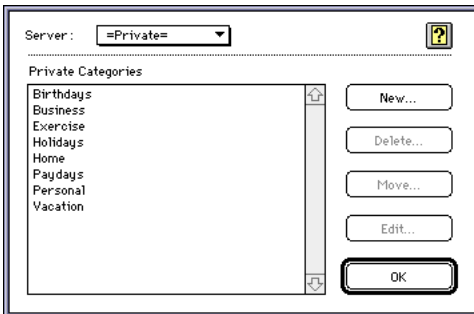 Server: =Private=
?
Private Categories
Birthdays
Business
Exercise
Holidays
Home
Paydays
Personal
Vacation
New...
Delete...
Move...
Edit...
OK